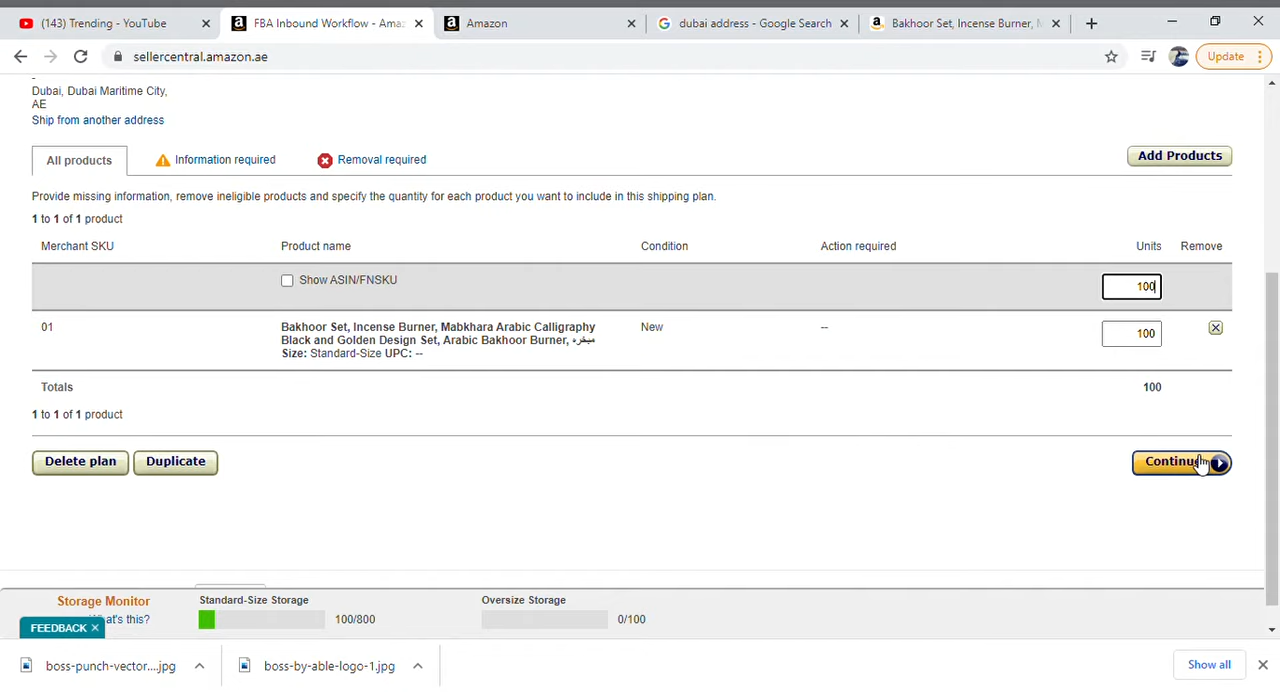 (143) Trending - YouTube
FBA Inbound Workflow - Ama
Amazon
dubai address - Google Search
Bakhoor Set, Incense Burner, M
sellercentral.amazon.ae
Update
Dubai, Dubai Maritime City,
AE
Ship from another address
All products
Information required
Removal required
Add Products
Provide missing information, remove ineligible products and specify the quantity for each product you want to include in this shipping plan.
1 to 1 of 1 product
Merchant SKU Product name Condition Action required Units Remove
Show ASIN/FNSKU 100
01 Bakhoor Set, Incense Burner, Mabkhara Arabic Calligraphy New -- 100
Black and Golden Design Set, Arabic Bakhoor Burner, مبخره
Size: Standard-Size UPC: --
Totals 100
1 to 1 of 1 product
Delete plan Duplicate Continue
Storage Monitor Standard-Size Storage Oversize Storage
at's this? 100/800 0/100
FEEDBACK ×
boss-punch-vector....jpg boss-by-able-logo-1.jpg Show all